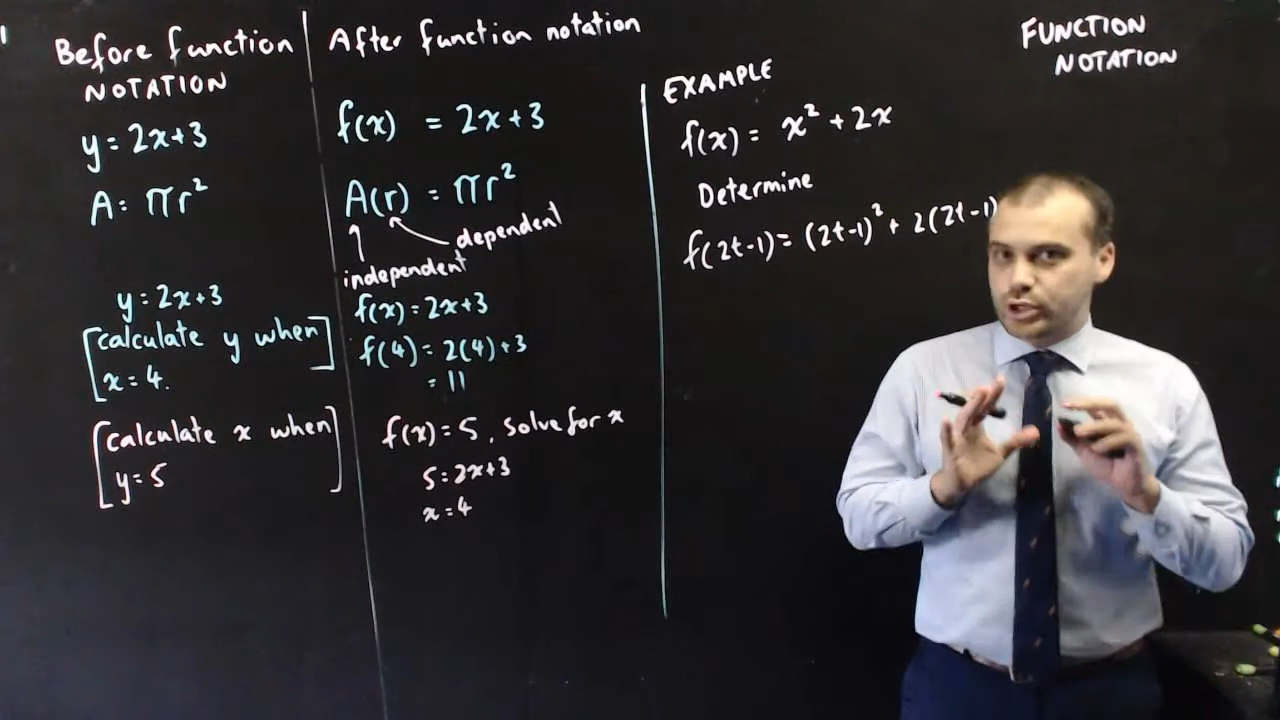 Before function
NOTATION
y = 2x+3
A = πr²
y = 2x+3
[calculate y when]
x = 4.
[calculate x when]
y = 5
After function notation
f(x) = 2x+3
A(r) = πr²
dependent
independent
f(x) = 2x+3
f(4) = 2(4)+3
= 11
f(x) = 5, solve for x
5 = 2x+3
x = 4
EXAMPLE
f(x) = x² + 2x
Determine
f(2t-1) = (2t-1)² + 2(2t-1)
FUNCTION
NOTATION